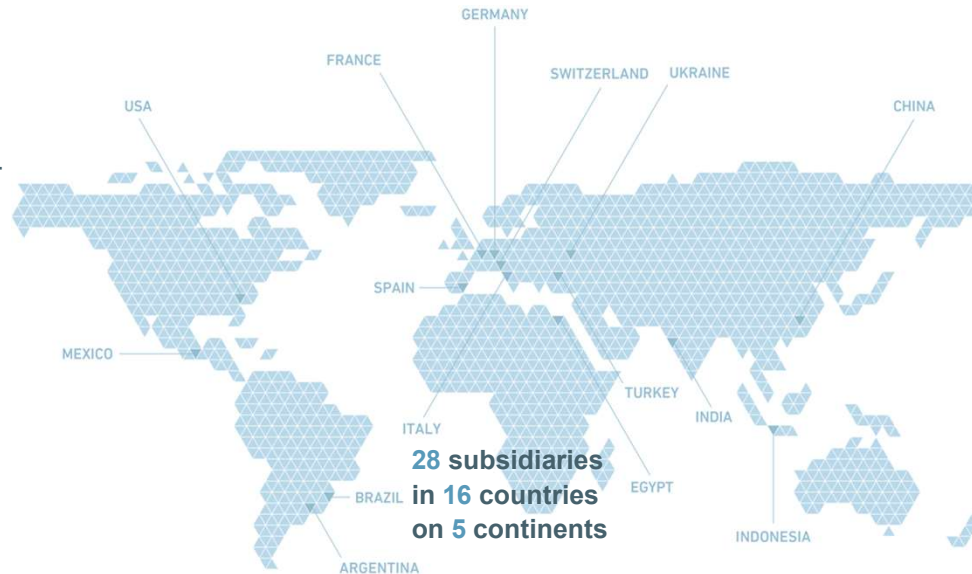 GERMANY
FRANCE
SWITZERLAND
UKRAINE
USA
CHINA
SPAIN
MEXICO
TURKEY
INDIA
ITALY
28 subsidiaries
in 16 countries
on 5 continents
EGYPT
BRAZIL
INDONESIA
ARGENTINA